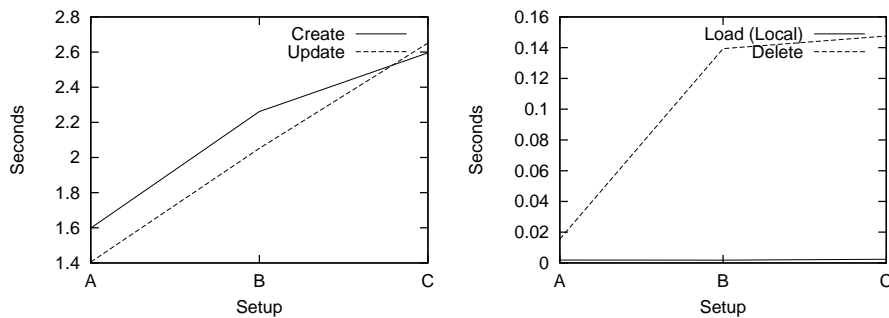 2.8
2.6
2.4
2.2
2
1.8
1.6
1.4
Seconds
A
B
C
Setup
Create
Update
0.16
0.14
0.12
0.1
0.08
0.06
0.04
0.02
0
Seconds
A
B
C
Setup
Load (Local)
Delete